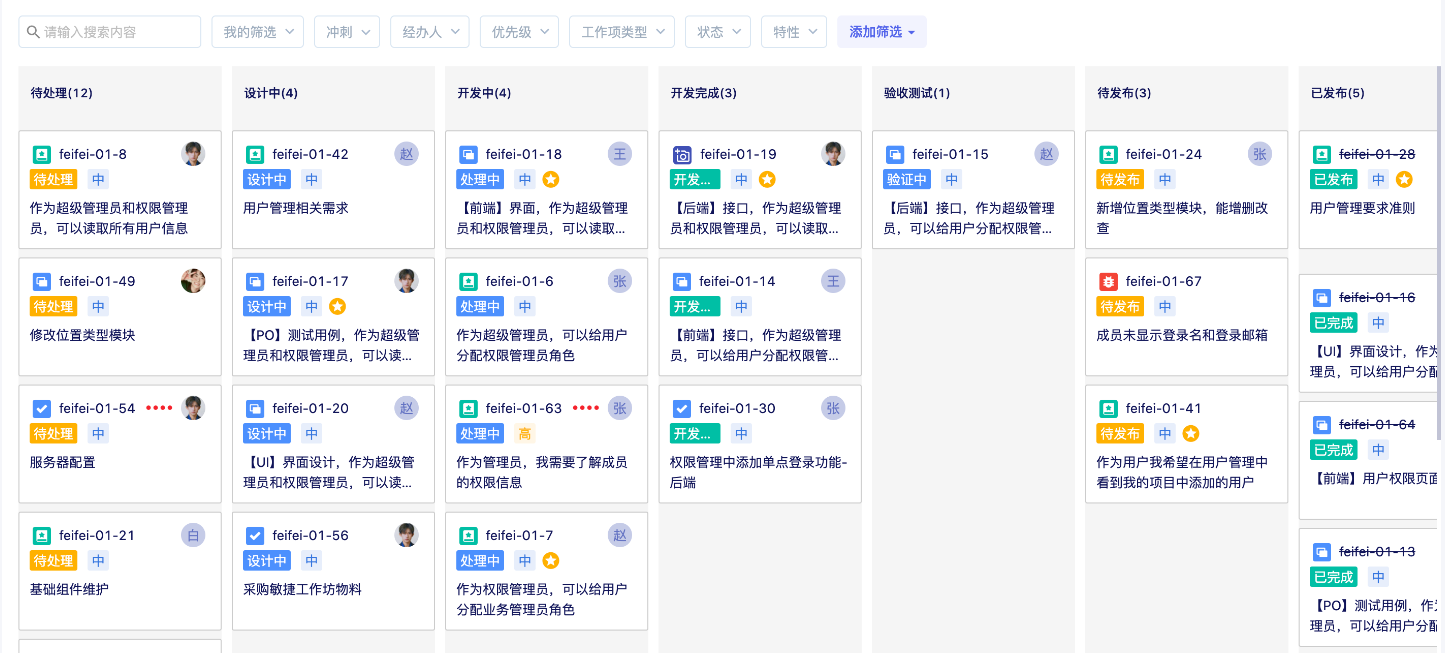 请输入搜索内容
我的筛选
冲刺
经办人
优先级
工作项类型
状态
特性
添加筛选
待处理(12)
feifei-01-8
待处理 中
作为超级管理员和权限管理
员，可以读取所有用户信息
feifei-01-49
待处理 中
修改位置类型模块
feifei-01-54
待处理 中
服务器配置
feifei-01-21 白
待处理 中
基础组件维护
设计中(4)
feifei-01-42 赵
设计中 中
用户管理相关需求
feifei-01-17
设计中 中
【PO】测试用例，作为超级管
理员和权限管理员，可以读...
feifei-01-20 赵
设计中 中
【UI】界面设计，作为超级管
理员和权限管理员，可以读...
feifei-01-56
设计中 中
采购敏捷工作坊物料
开发中(4)
feifei-01-18 王
处理中 中
【前端】界面，作为超级管理
员和权限管理员，可以读取...
feifei-01-6 张
处理中 中
作为超级管理员，可以给用户
分配权限管理员角色
feifei-01-63 张
处理中 高
作为管理员，我需要了解成员
的权限信息
feifei-01-7 赵
处理中 中
作为权限管理员，可以给用户
分配业务管理员角色
开发完成(3)
feifei-01-19
开发... 中
【后端】接口，作为超级管理
员和权限管理员，可以读取...
feifei-01-14 王
开发... 中
【前端】接口，作为超级管理
员，可以给用户分配权限管...
feifei-01-30 张
开发... 中
权限管理中添加单点登录功能-
后端
验收测试(1)
feifei-01-15 赵
验证中 中
【后端】接口，作为超级管理
员，可以给用户分配权限管...
待发布(3)
feifei-01-24 张
待发布 中
新增位置类型模块，能增删改
查
feifei-01-67
待发布 中
成员未显示登录名和登录邮箱
feifei-01-41
待发布 中
作为用户我希望在用户管理中
看到我的项目中添加的用户
已发布(5)
feifei-01-28
已发布 中
用户管理要求准则
feifei-01-16
已完成 中
【UI】界面设计，作为
理员，可以给用户分配
feifei-01-64
已完成 中
【前端】用户权限页面
feifei-01-13
已完成 中
【PO】测试用例，作
理员，可以给用户分配